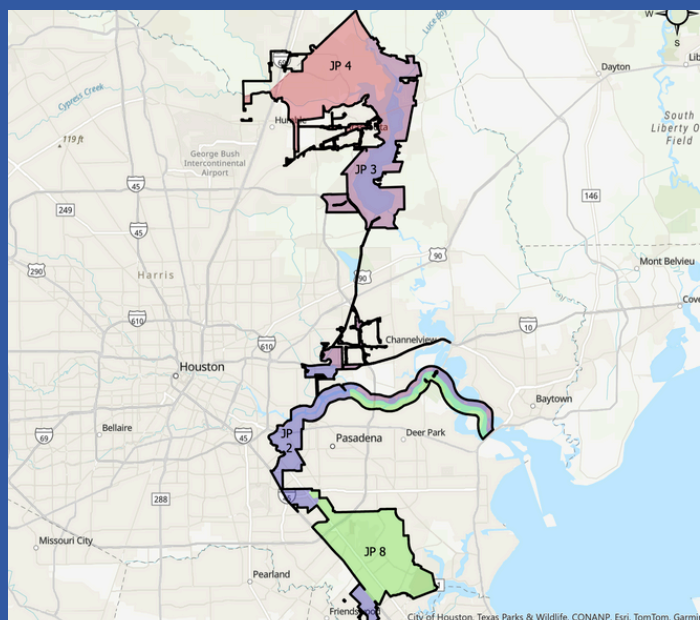 W
S
JP 4
Dayton
Cypress Creek
Humble
119 ft
George Bush
Intercontinental
Airport
South
Liberty O
Field
JP 3
45
249
146
45
90
Harris
290
90
Mont Belvieu
Cove
610
10
610
Channelview
Houston
Baytown
Bellaire
69
45
JP
2
Pasadena
Deer Park
288
Missouri City
JP 8
Pearland
City of Houston, Texas Parks & Wildlife, CONANP, Esri, TomTom, Garmi